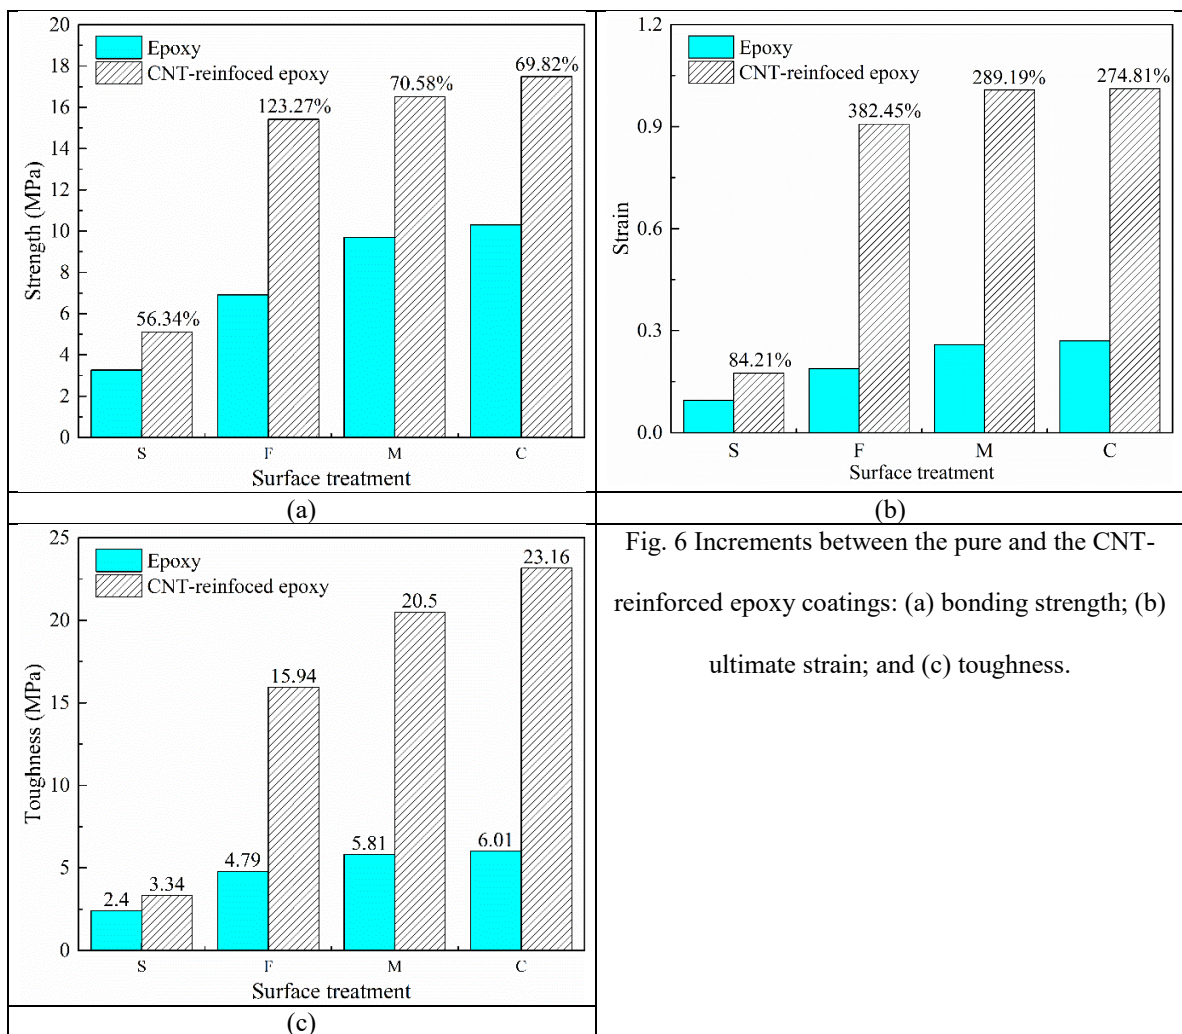 20
18
16
14
12
10
8
6
4
2
0
Strength (MPa)
Epoxy
CNT-reinfoced epoxy
56.34%
123.27%
70.58%
69.82%
S F M C
Surface treatment
(a)
1.2
0.9
0.6
0.3
0.0
Strain
Epoxy
CNT-reinfoced epoxy
84.21%
382.45%
289.19%
274.81%
S F M C
Surface treatment
(b)
25
20
15
10
5
0
Toughness (MPa)
Epoxy
CNT-reinfoced epoxy
2.4
3.34
4.79
15.94
5.81
20.5
6.01
23.16
S F M C
Surface treatment
(c)
Fig. 6 Increments between the pure and the CNT-
reinforced epoxy coatings: (a) bonding strength; (b)
ultimate strain; and (c) toughness.